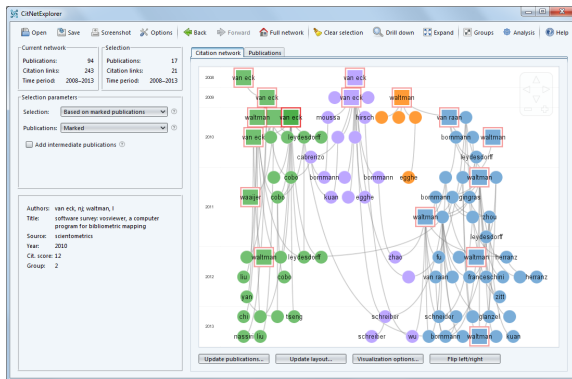 CitNetExplorer
Open Save Screenshot Options Back Forward Full network Clear selection Drill down Expand Groups Analysis Help
Current network
Publications: 94
Citation links: 243
Time period: 2008-2013
Selection
Publications: 17
Citation links: 21
Time period: 2008-2013
Selection parameters
Selection: Based on marked publications
Publications: Marked
Add intermediate publications
Authors: van eck, nj; waltman, l
Title: software survey: vosviewer, a computer
program for bibliometric mapping
Source: scientometrics
Year: 2010
Cit. score: 12
Group: 2
Citation network Publications
2008 van eck van eck
2009 van eck van eck waltman
waltman van eck moussa hirsch van raan
2010 van eck leydesdorff bornmann waltman
cabrenzo leydesdorff
cobo bornmann bornmann egghe waltman
waaijer cobo kuan egghe bornmann gingras
2011 waltman zhou
leydesdorff
waltman leydesdorff zhao fu waltman herranz
2012 liu cobo van raan franceschini herranz
yan zitt
chi tseng schreiber schneider glanzel
2013 nassiri liu schreiber wu bornmann waltman kuan
Update publications... Update layout... Visualization options... Flip left/right